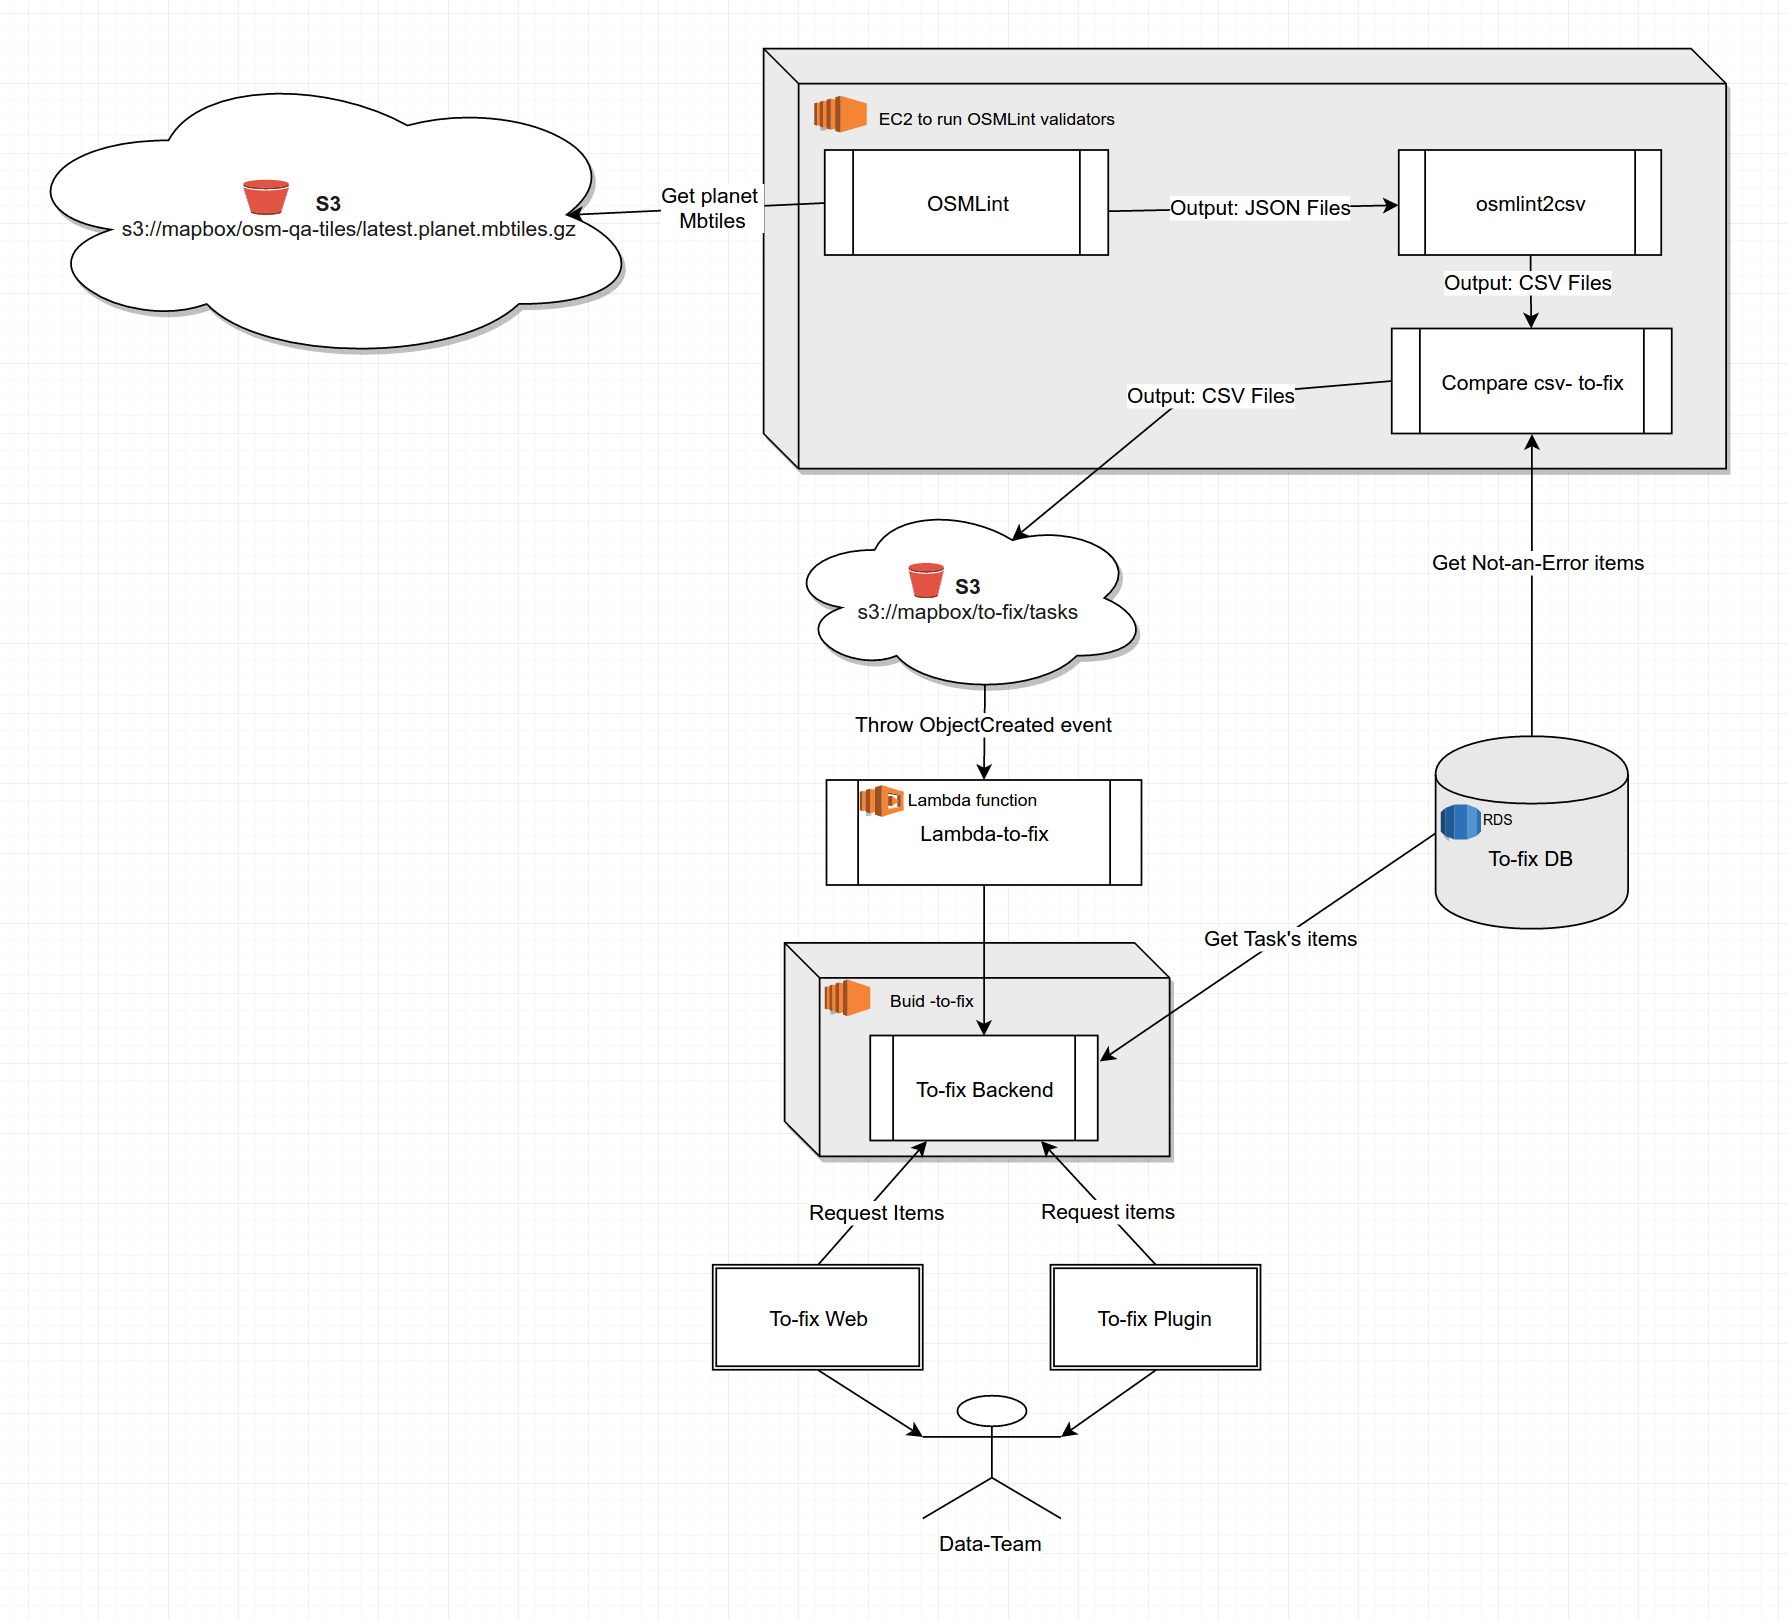 EC2 to run OSMLint validators
S3
s3://mapbox/osm-qa-tiles/latest.planet.mbtiles.gz
Get planet
Mbtiles
OSMLint
Output: JSON Files
osmlint2csv
Output: CSV Files
Compare csv- to-fix
Output: CSV Files
S3
s3://mapbox/to-fix/tasks
Get Not-an-Error items
Throw ObjectCreated event
Lambda function
Lambda-to-fix
RDS
To-fix DB
Get Task's items
Buid -to-fix
To-fix Backend
Request Items
Request items
To-fix Web
To-fix Plugin
Data-Team